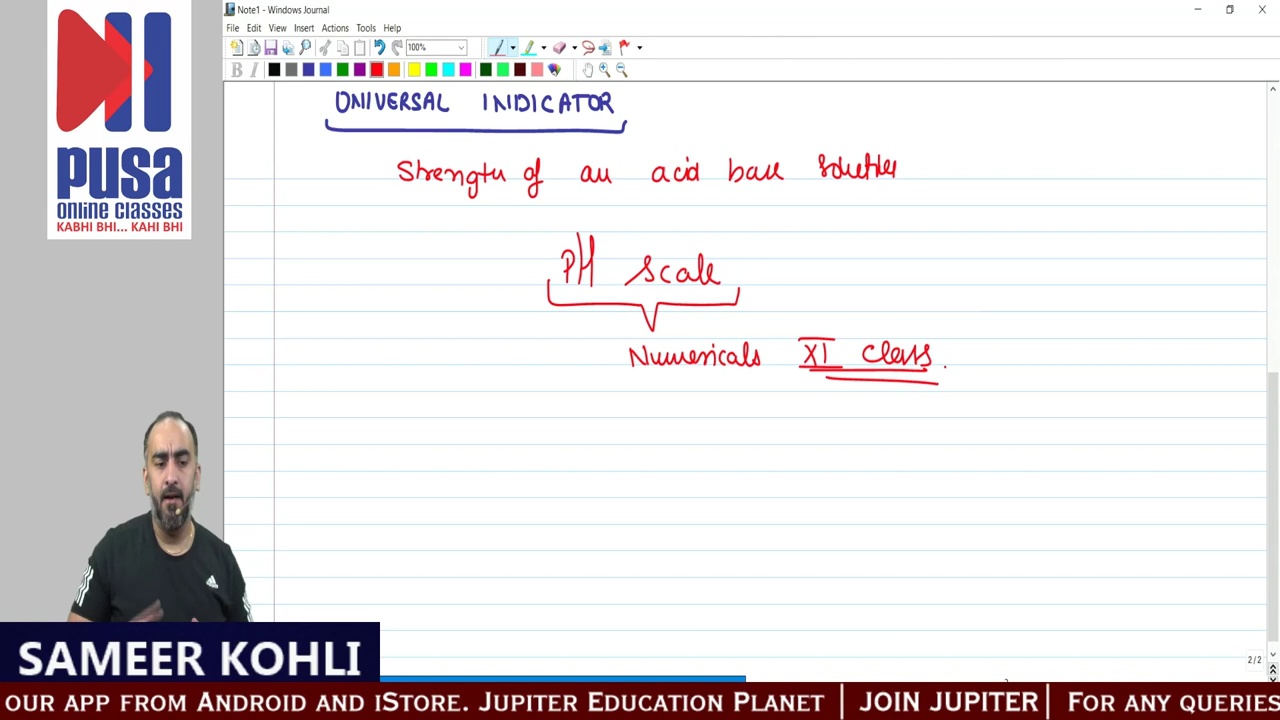 Note1 - Windows Journal
File Edit View Insert Actions Tools Help
100%
B I
PUSA
ONLINE CLASSES
KABHI BHI... KAHI BHI
UNIVERSAL INIDICATOR
Strength of an acid base solution
PH scale
Numericals XI class.
2/2
SAMEER KOHLI
OUR APP FROM ANDROID AND ISTORE. JUPITER EDUCATION PLANET | JOIN JUPITER | FOR ANY QUERIES